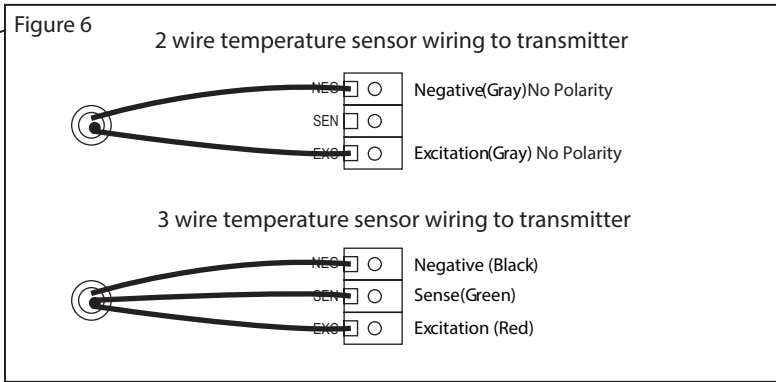 Figure 6
2 wire temperature sensor wiring to transmitter
NEG Negative(Gray)No Polarity
SEN
EXC Excitation(Gray) No Polarity
3 wire temperature sensor wiring to transmitter
NEG Negative (Black)
SEN Sense(Green)
EXC Excitation (Red)